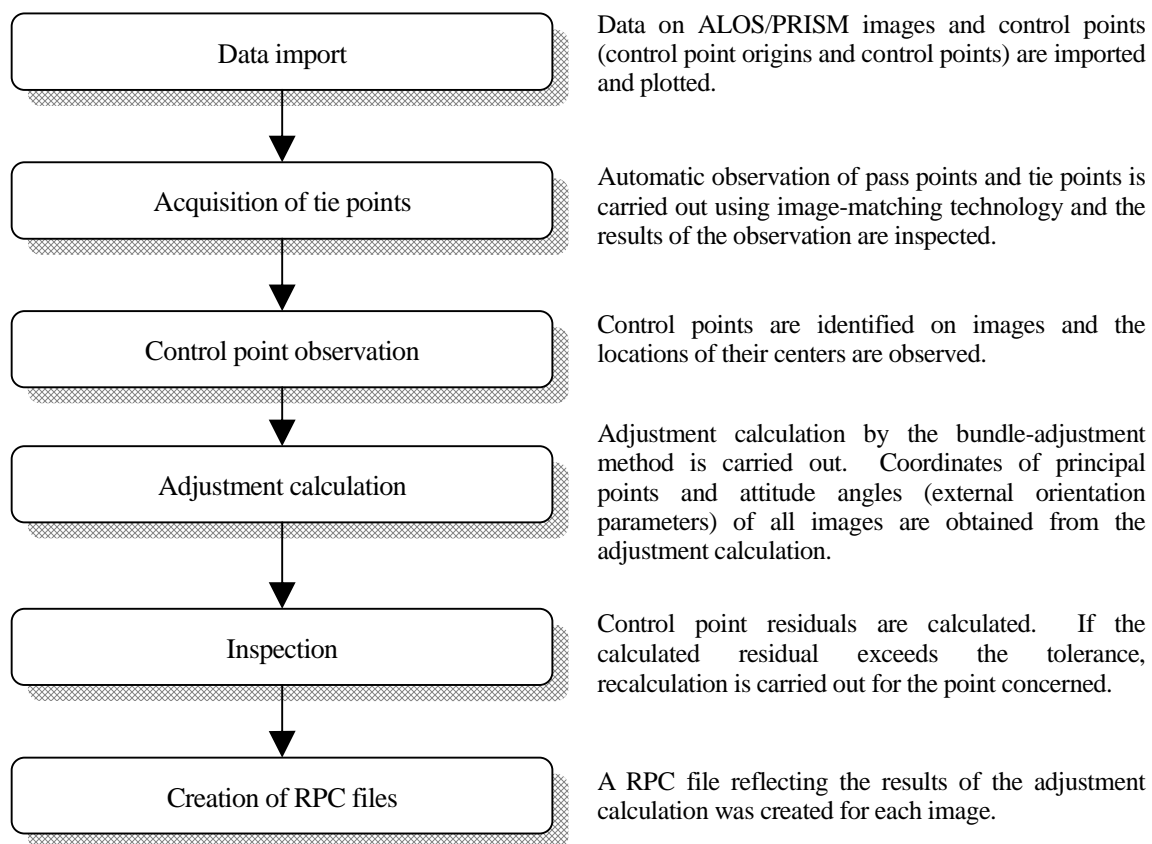 Data import
Data on ALOS/PRISM images and control points
(control point origins and control points) are imported
and plotted.
Acquisition of tie points
Automatic observation of pass points and tie points is
carried out using image-matching technology and the
results of the observation are inspected.
Control point observation
Control points are identified on images and the
locations of their centers are observed.
Adjustment calculation
Adjustment calculation by the bundle-adjustment
method is carried out. Coordinates of principal
points and attitude angles (external orientation
parameters) of all images are obtained from the
adjustment calculation.
Inspection
Control point residuals are calculated. If the
calculated residual exceeds the tolerance,
recalculation is carried out for the point concerned.
Creation of RPC files
A RPC file reflecting the results of the adjustment
calculation was created for each image.